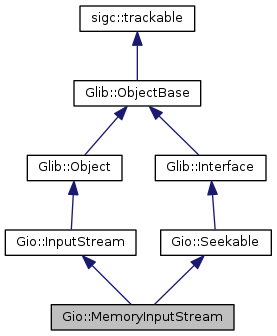 sigc::trackable
Glib::ObjectBase
Glib::Object
Glib::Interface
Gio::InputStream
Gio::Seekable
Gio::MemoryInputStream